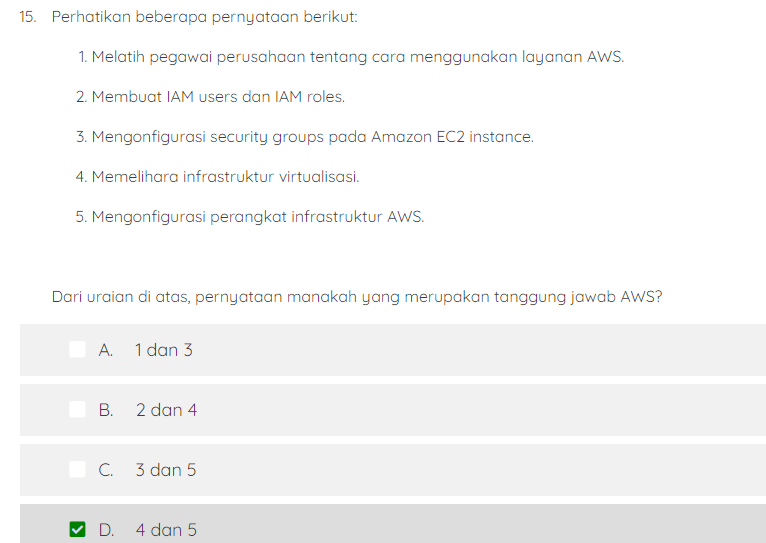 15. Perhatikan beberapa pernyataan berikut:
1. Melatih pegawai perusahaan tentang cara menggunakan layanan AWS.
2. Membuat IAM users dan IAM roles.
3. Mengonfigurasi security groups pada Amazon EC2 instance.
4. Memelihara infrastruktur virtualisasi.
5. Mengonfigurasi perangkat infrastruktur AWS.
Dari uraian di atas, pernyataan manakah yang merupakan tanggung jawab AWS?
A. 1 dan 3
B. 2 dan 4
C. 3 dan 5
D. 4 dan 5